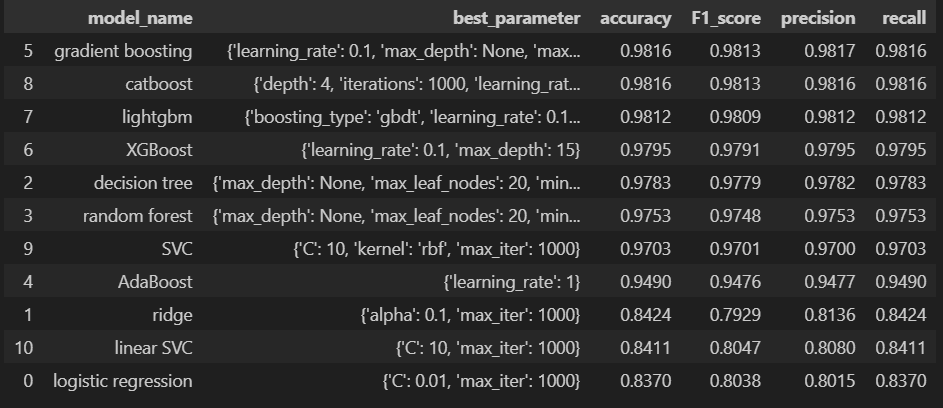 model_name best_parameter accuracy F1_score precision recall
5 gradient boosting {'learning_rate': 0.1, 'max_depth': None, 'max... 0.9816 0.9813 0.9817 0.9816
8 catboost {'depth': 4, 'iterations': 1000, 'learning_rat... 0.9816 0.9813 0.9816 0.9816
7 lightgbm {'boosting_type': 'gbdt', 'learning_rate': 0.1... 0.9812 0.9809 0.9812 0.9812
6 XGBoost {'learning_rate': 0.1, 'max_depth': 15} 0.9795 0.9791 0.9795 0.9795
2 decision tree {'max_depth': None, 'max_leaf_nodes': 20, 'min... 0.9783 0.9779 0.9782 0.9783
3 random forest {'max_depth': None, 'max_leaf_nodes': 20, 'min... 0.9753 0.9748 0.9753 0.9753
9 SVC {'C': 10, 'kernel': 'rbf', 'max_iter': 1000} 0.9703 0.9701 0.9700 0.9703
4 AdaBoost {'learning_rate': 1} 0.9490 0.9476 0.9477 0.9490
1 ridge {'alpha': 0.1, 'max_iter': 1000} 0.8424 0.7929 0.8136 0.8424
10 linear SVC {'C': 10, 'max_iter': 1000} 0.8411 0.8047 0.8080 0.8411
0 logistic regression {'C': 0.01, 'max_iter': 1000} 0.8370 0.8038 0.8015 0.8370